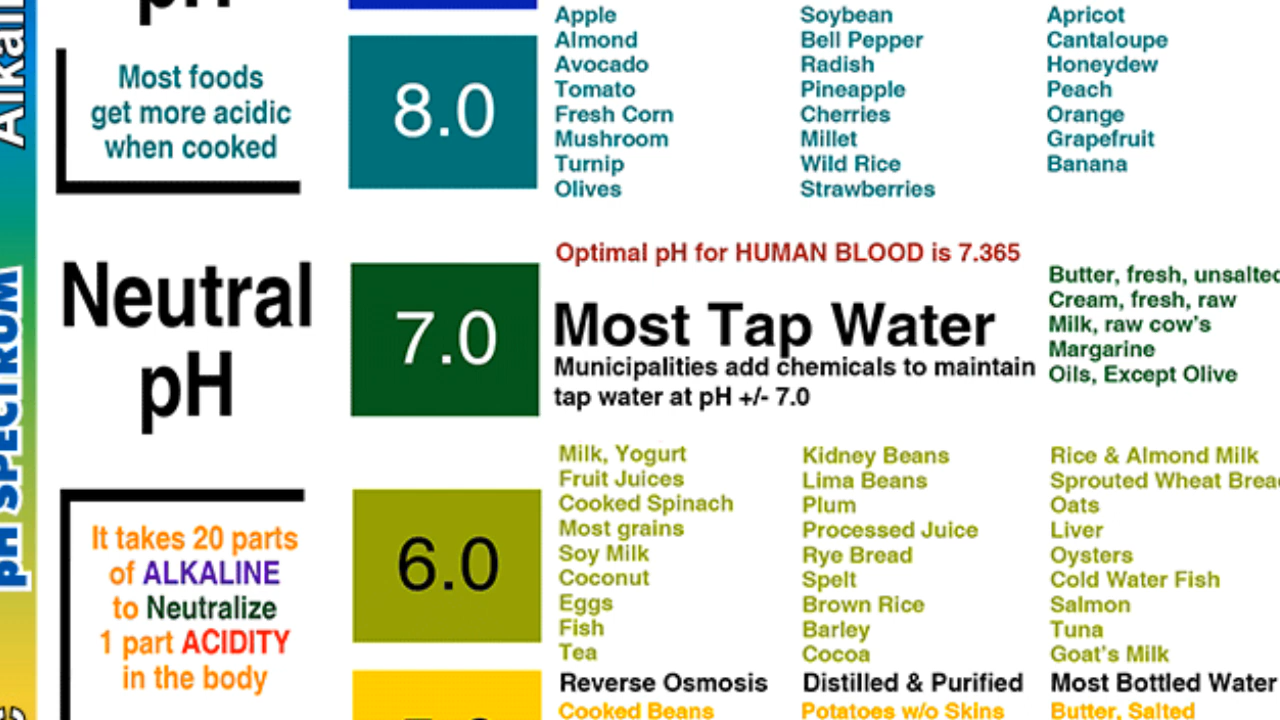 pH
Most foods
get more acidic
when cooked
8.0
Apple
Almond
Avocado
Tomato
Fresh Corn
Mushroom
Turnip
Olives
Soybean
Bell Pepper
Radish
Pineapple
Cherries
Millet
Wild Rice
Strawberries
Apricot
Cantaloupe
Honeydew
Peach
Orange
Grapefruit
Banana
Neutral
pH
7.0
Optimal pH for HUMAN BLOOD is 7.365
Most Tap Water
Municipalities add chemicals to maintain
tap water at pH +/- 7.0
Butter, fresh, unsalted
Cream, fresh, raw
Milk, raw cow's
Margarine
Oils, Except Olive
pH SPECTRUM
It takes 20 parts
of ALKALINE
to Neutralize
1 part ACIDITY
in the body
6.0
Milk, Yogurt
Fruit Juices
Cooked Spinach
Most grains
Soy Milk
Coconut
Eggs
Fish
Tea
Kidney Beans
Lima Beans
Plum
Processed Juice
Rye Bread
Spelt
Brown Rice
Barley
Cocoa
Rice & Almond Milk
Sprouted Wheat Brea
Oats
Liver
Oysters
Cold Water Fish
Salmon
Tuna
Goat's Milk
Reverse Osmosis
Cooked Beans
Distilled & Purified
Potatoes w/o Skins
Most Bottled Water
Butter, Salted